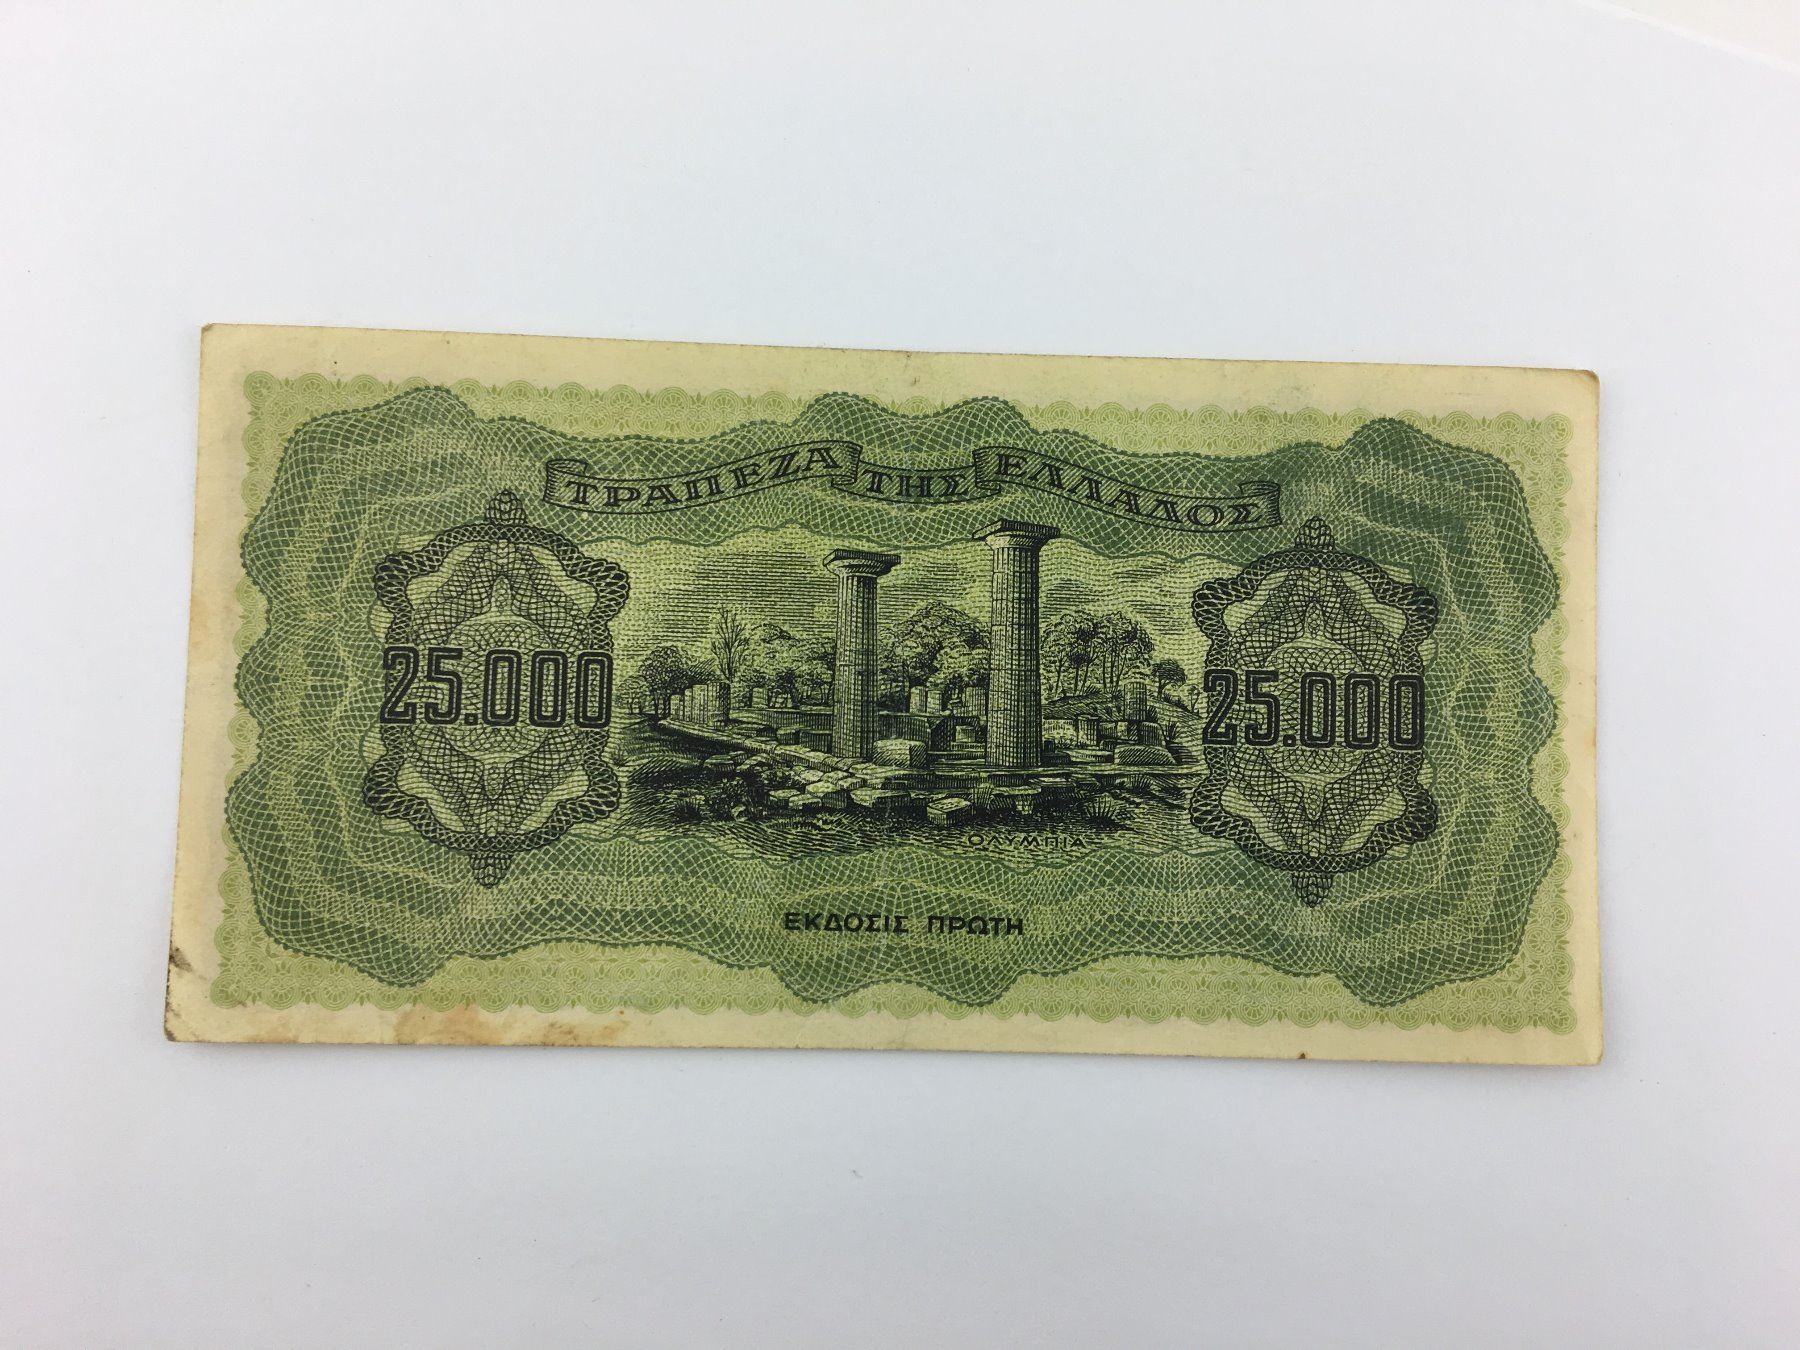 ΤΡΑΠΕΖΑ ΤΗΣ ΕΛΛΑΔΟΣ
25.000
25.000
ΟΛΥΜΠΙΑ
ΕΚΔΟΣΙΣ ΠΡΩΤΗ